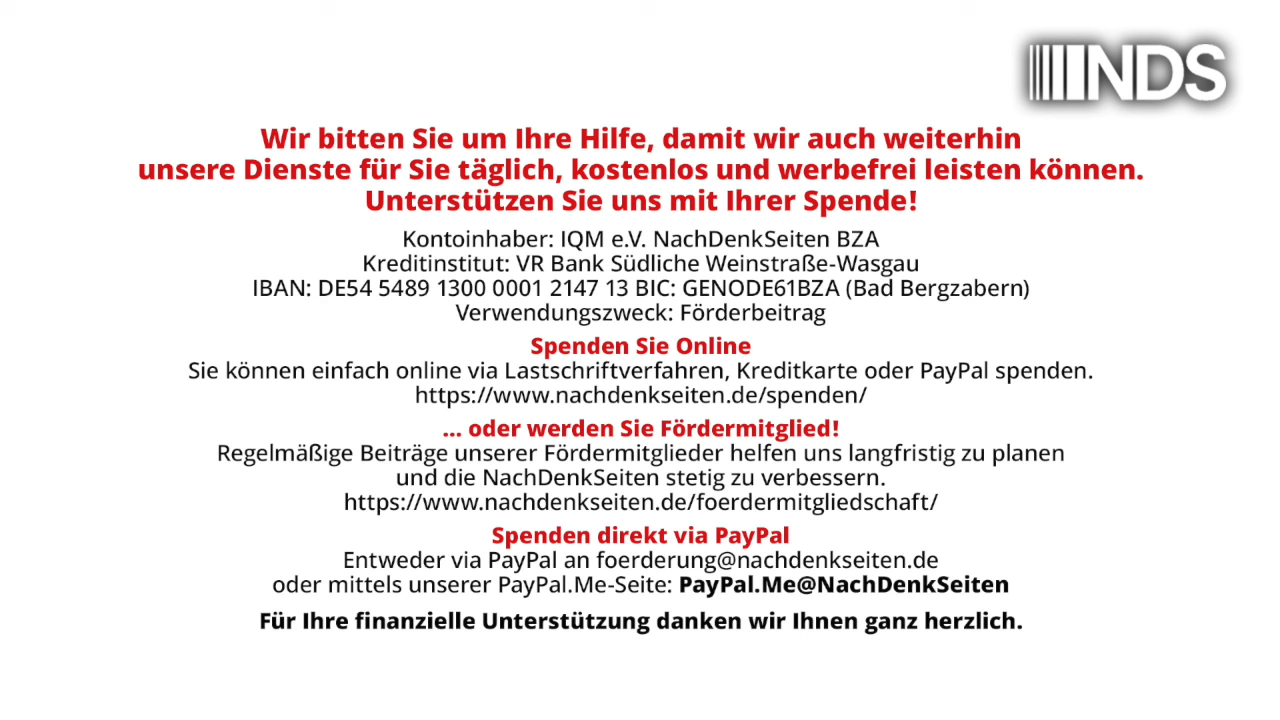 NDS
Wir bitten Sie um Ihre Hilfe, damit wir auch weiterhin
unsere Dienste für Sie täglich, kostenlos und werbefrei leisten können.
Unterstützen Sie uns mit Ihrer Spende!
Kontoinhaber: IQM e.V. NachDenkSeiten BZA
Kreditinstitut: VR Bank Südliche Weinstraße-Wasgau
IBAN: DE54 5489 1300 0001 2147 13 BIC: GENODE61BZA (Bad Bergzabern)
Verwendungszweck: Förderbeitrag
Spenden Sie Online
Sie können einfach online via Lastschriftverfahren, Kreditkarte oder PayPal spenden.
https://www.nachdenkseiten.de/spenden/
... oder werden Sie Fördermitglied!
Regelmäßige Beiträge unserer Fördermitglieder helfen uns langfristig zu planen
und die NachDenkSeiten stetig zu verbessern.
https://www.nachdenkseiten.de/foerdermitgliedschaft/
Spenden direkt via PayPal
Entweder via PayPal an foerderung@nachdenkseiten.de
oder mittels unserer PayPal.Me-Seite: PayPal.Me@NachDenkSeiten
Für Ihre finanzielle Unterstützung danken wir Ihnen ganz herzlich.